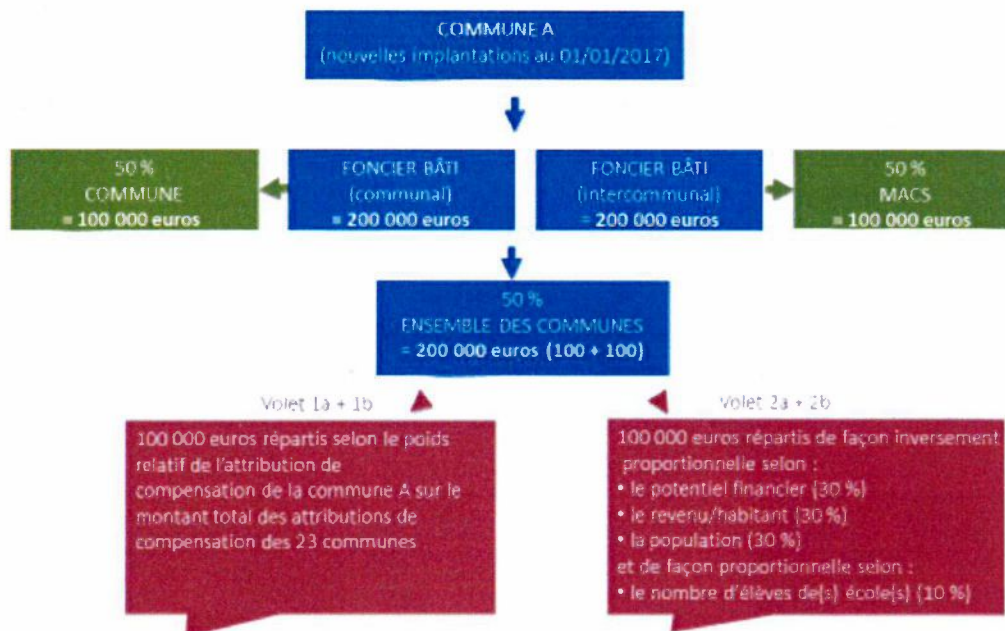 COMMUNE A
(nouvelles implantations au 01/01/2017)
50 %
COMMUNE
= 100 000 euros
FONCIER BÂTI
(communal)
= 200 000 euros
FONCIER BÂTI
(intercommunal)
= 200 000 euros
50 %
MACS
= 100 000 euros
50 %
ENSEMBLE DES COMMUNES
= 200 000 euros (100 + 100)
Volet 1a + 1b
100 000 euros répartis selon le poids
relatif de l'attribution de
compensation de la commune A sur le
montant total des attributions de
compensation des 23 communes
Volet 2a + 2b
100 000 euros répartis de façon inversement
proportionnelle selon :
• le potentiel financier (30 %)
• le revenu/habitant (30 %)
• la population (30 %)
et de façon proportionnelle selon :
• le nombre d'élèves de(s) école(s) (10 %)